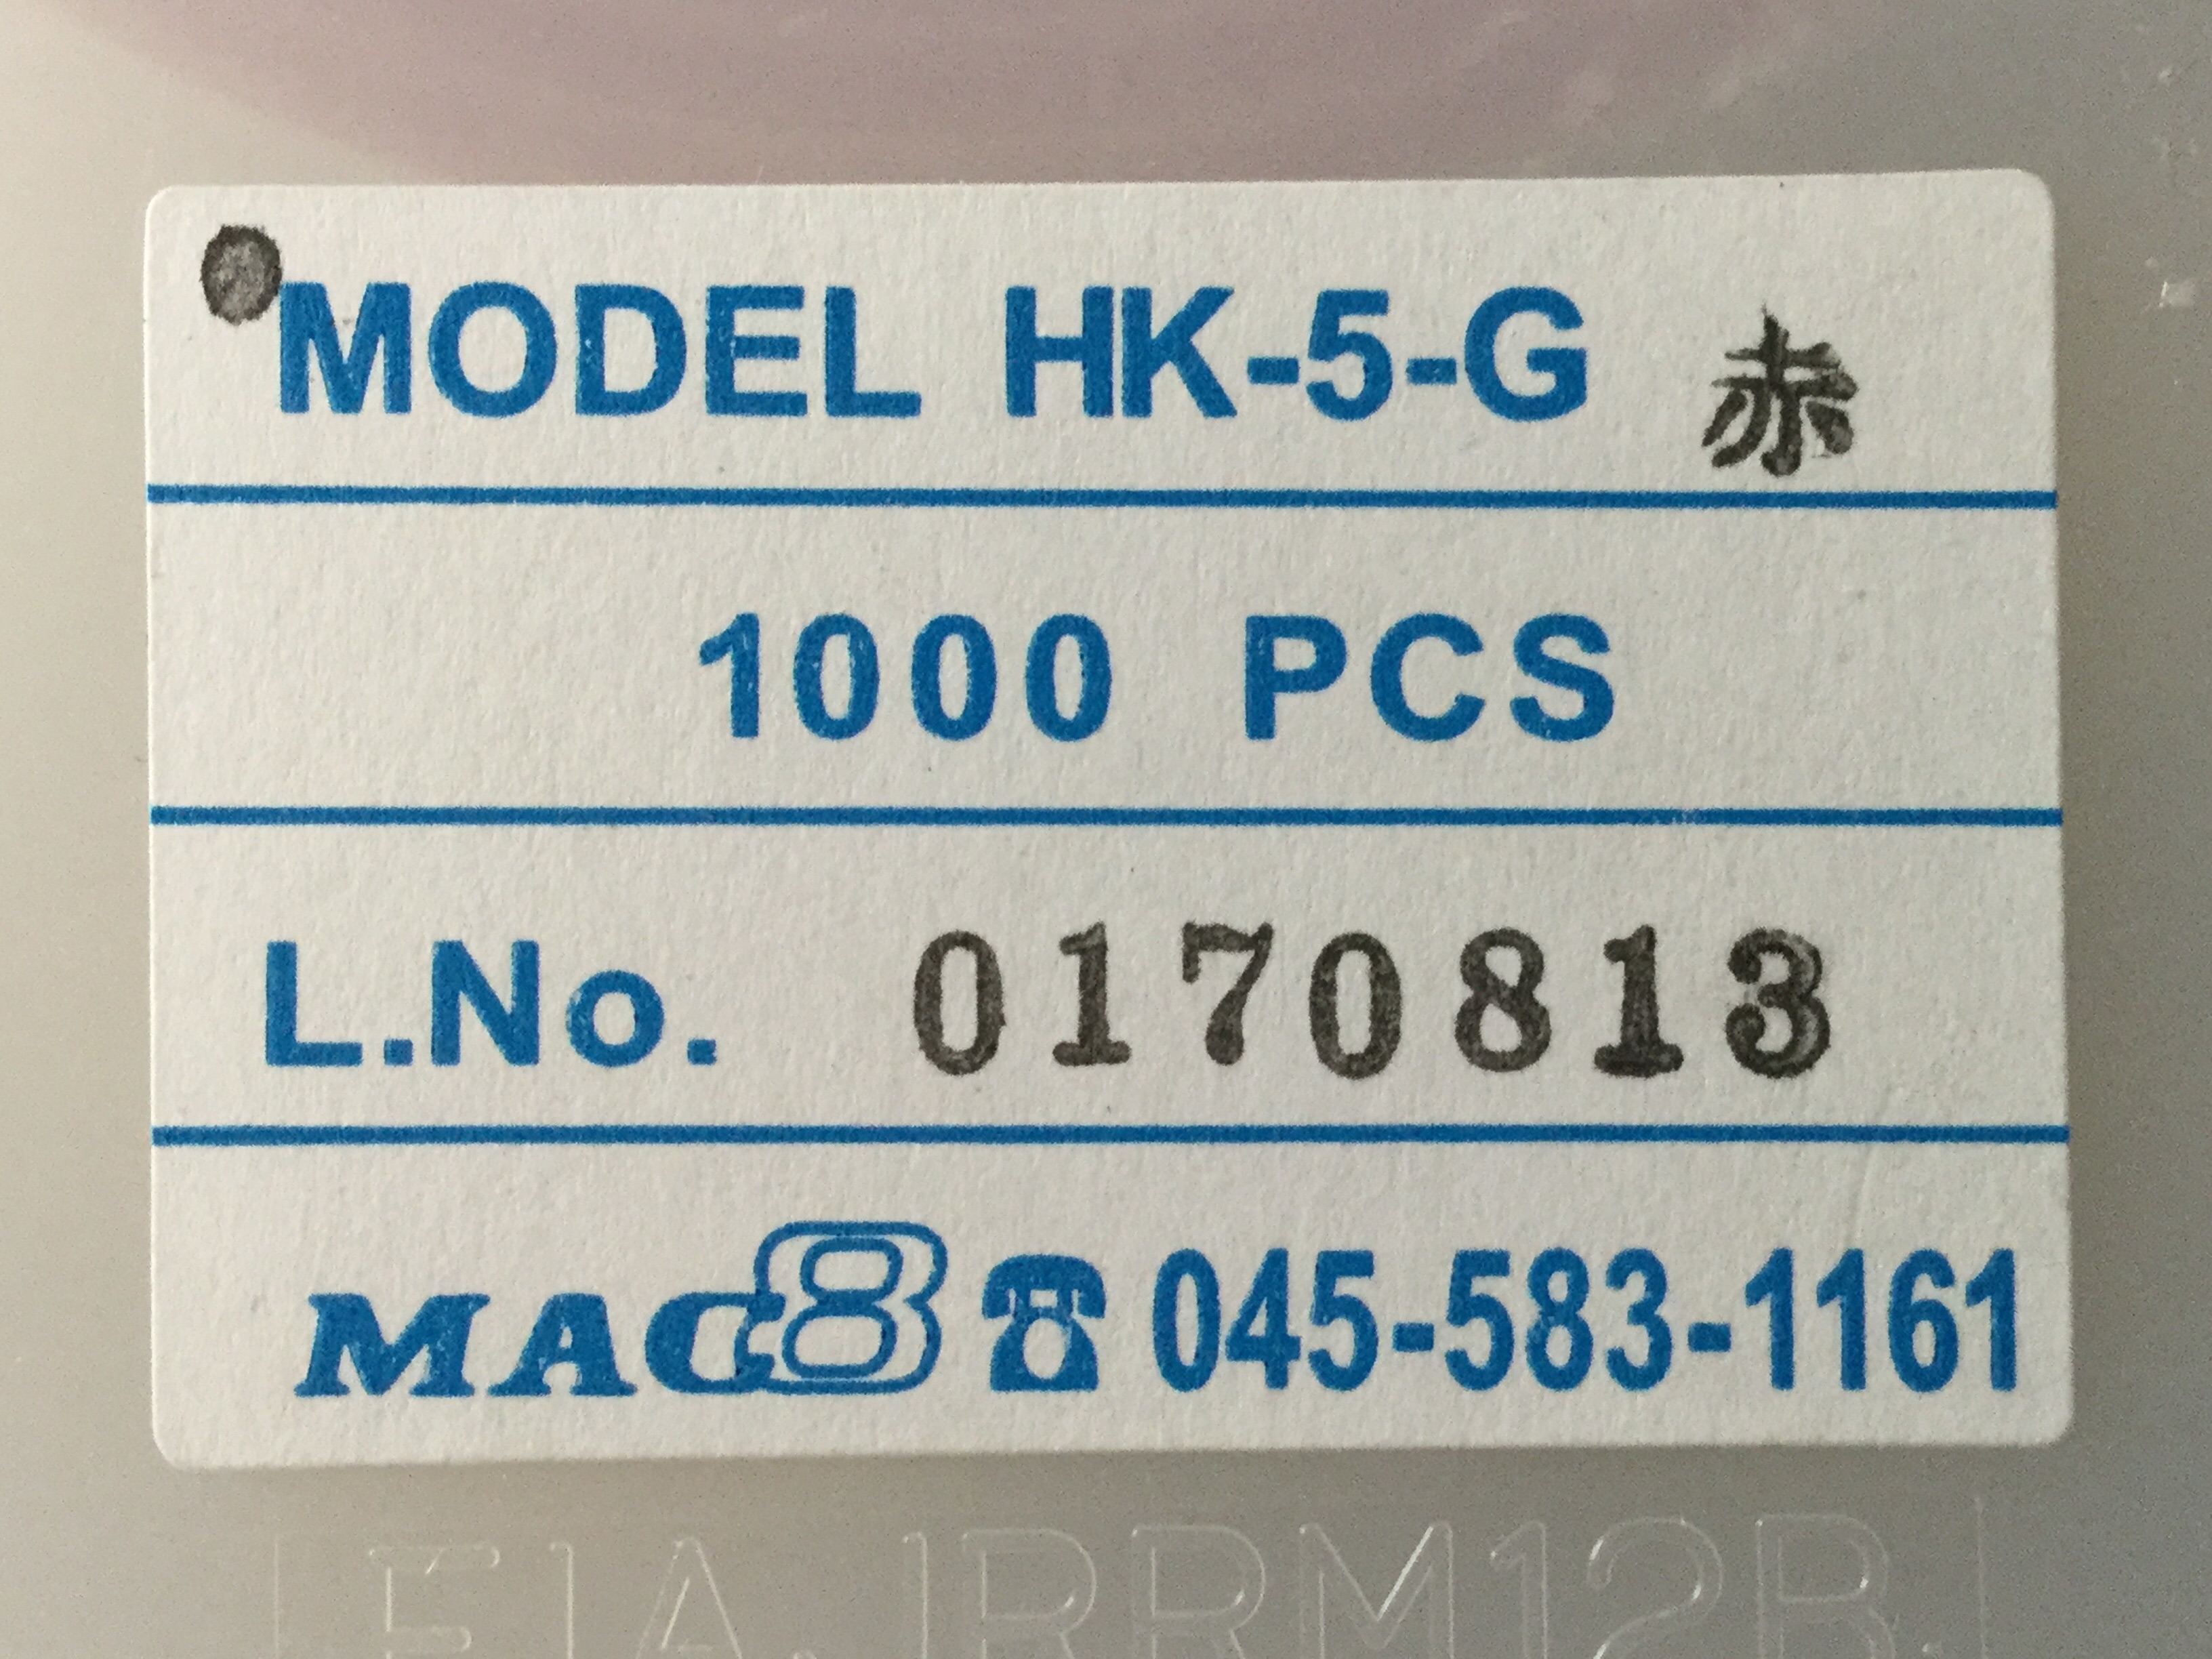 MODEL HK-5-G 赤
1000 PCS
L.No. 0170813
MAC8 ☎ 045-583-1161